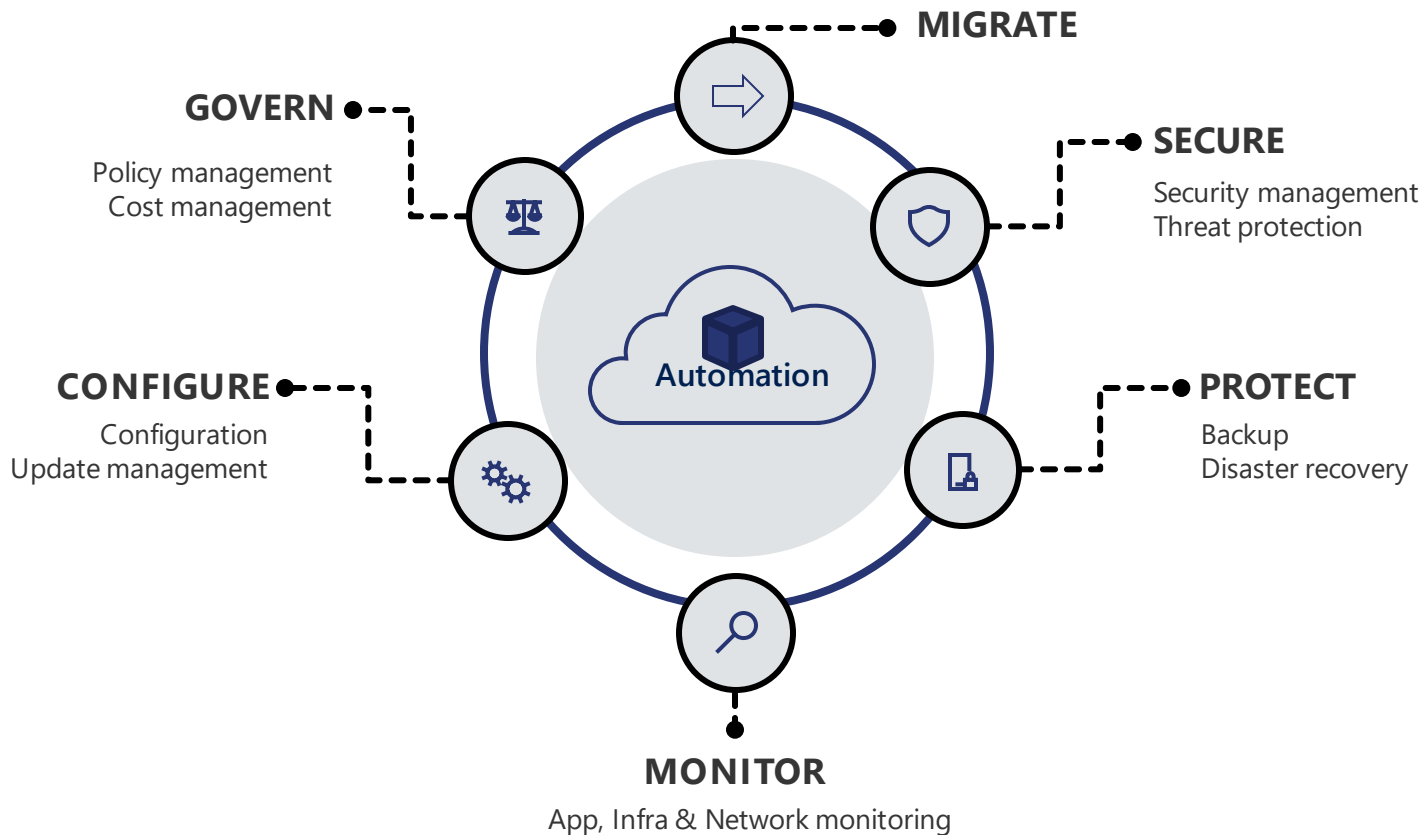 MIGRATE
GOVERN
Policy management
Cost management
SECURE
Security management
Threat protection
Automation
CONFIGURE
Configuration
Update management
PROTECT
Backup
Disaster recovery
MONITOR
App, Infra & Network monitoring